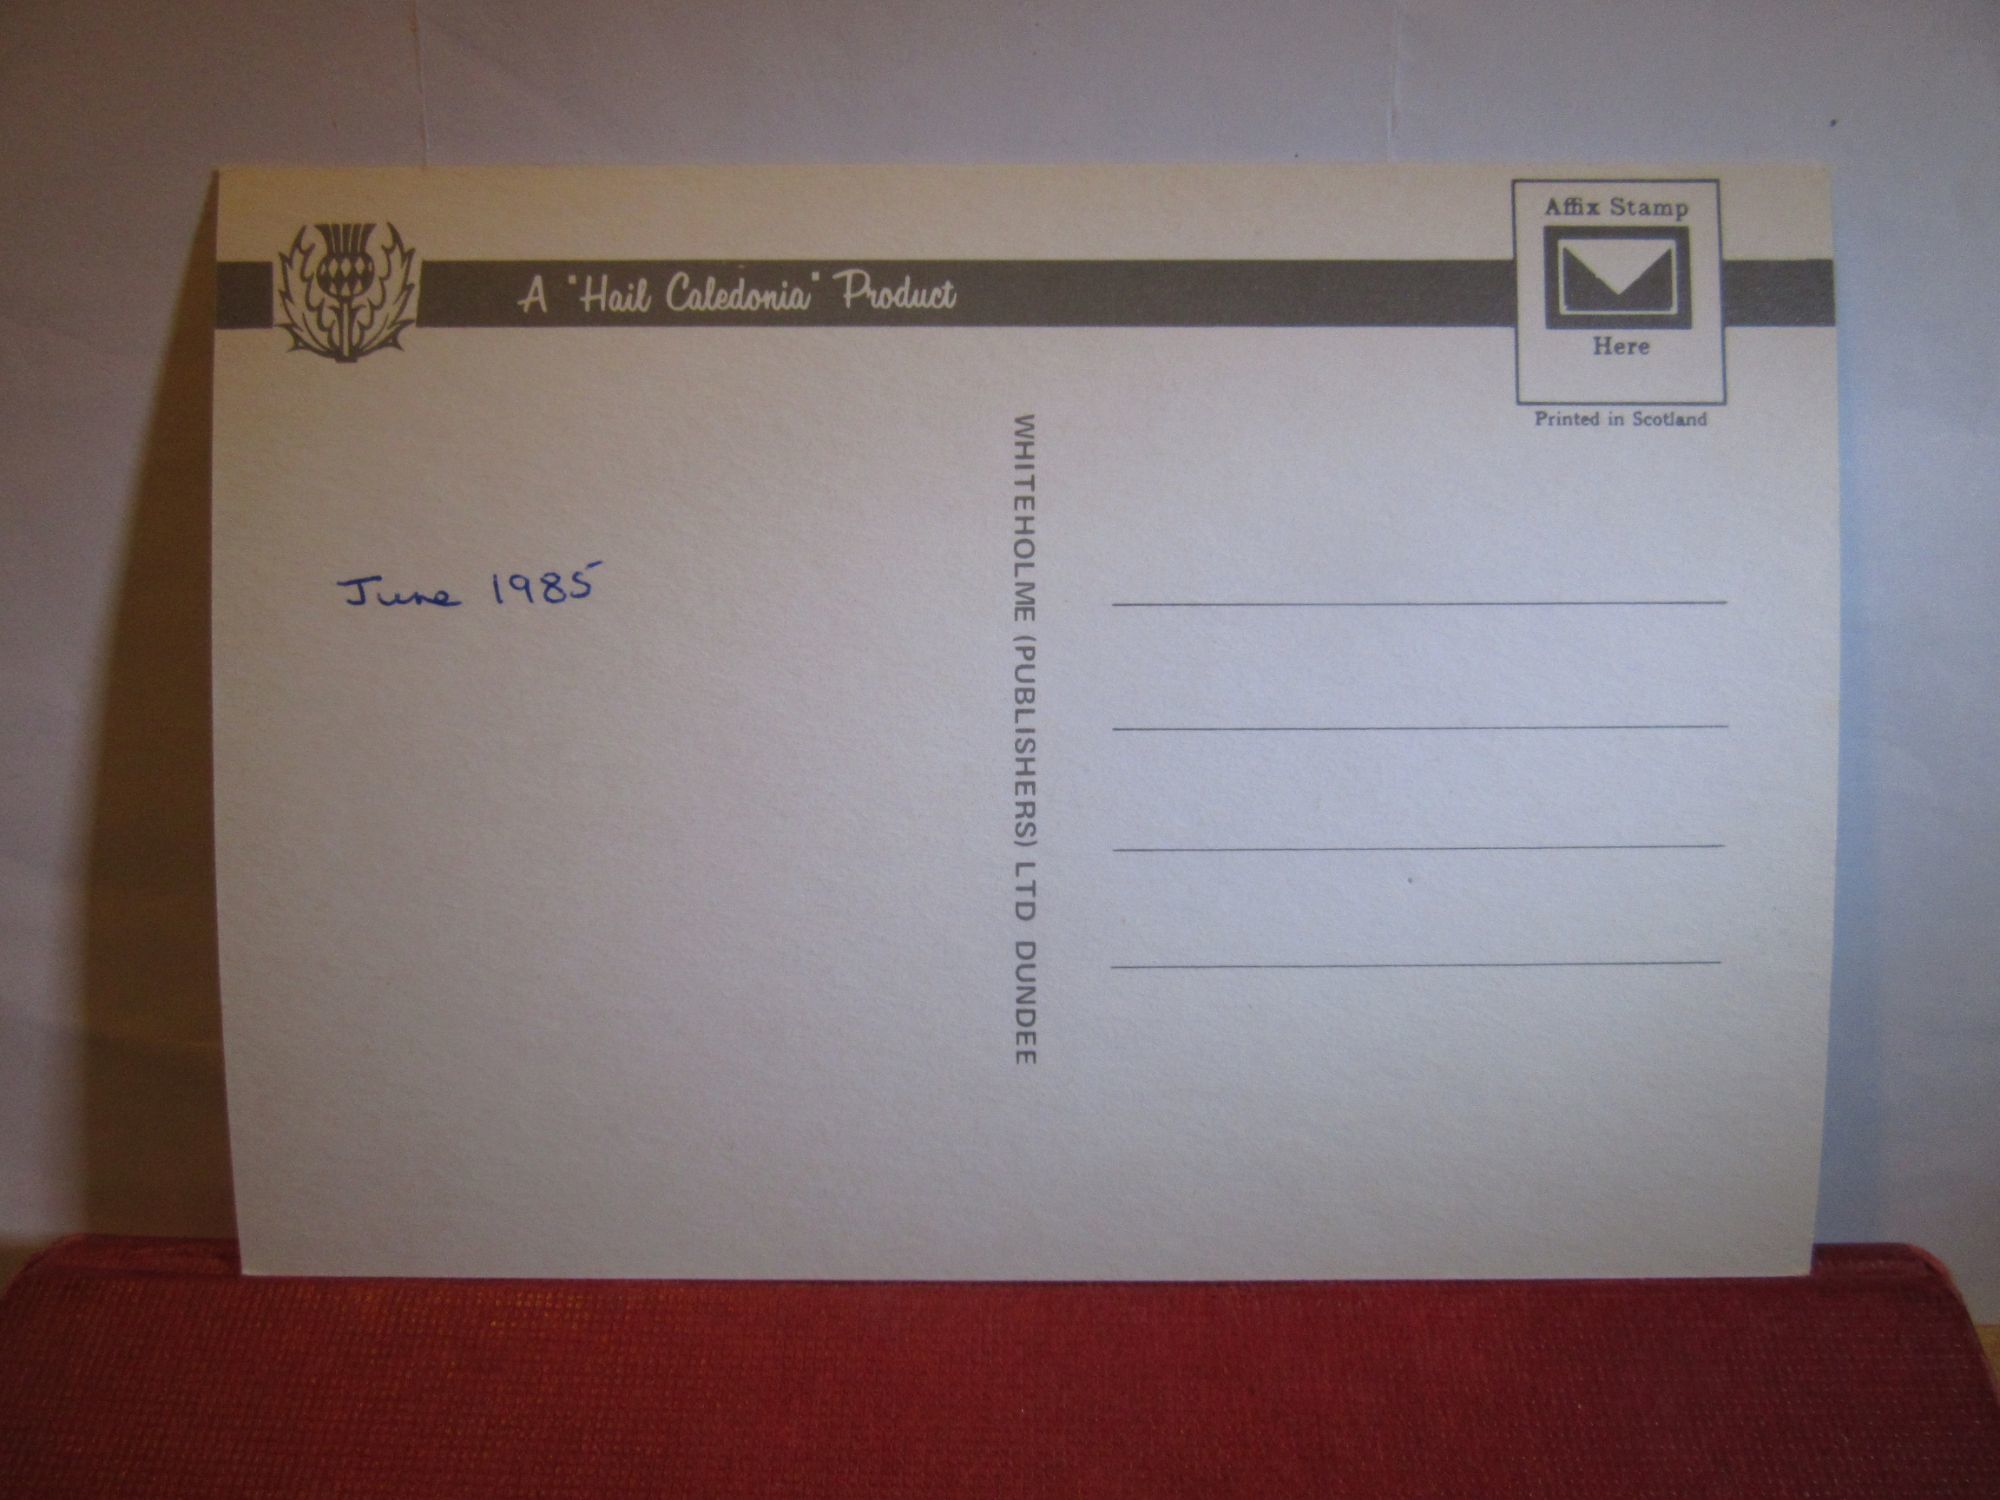 A "Hail Caledonia" Product
Affix Stamp
Here
Printed in Scotland
June 1985
WHITEHOLME (PUBLISHERS) LTD DUNDEE